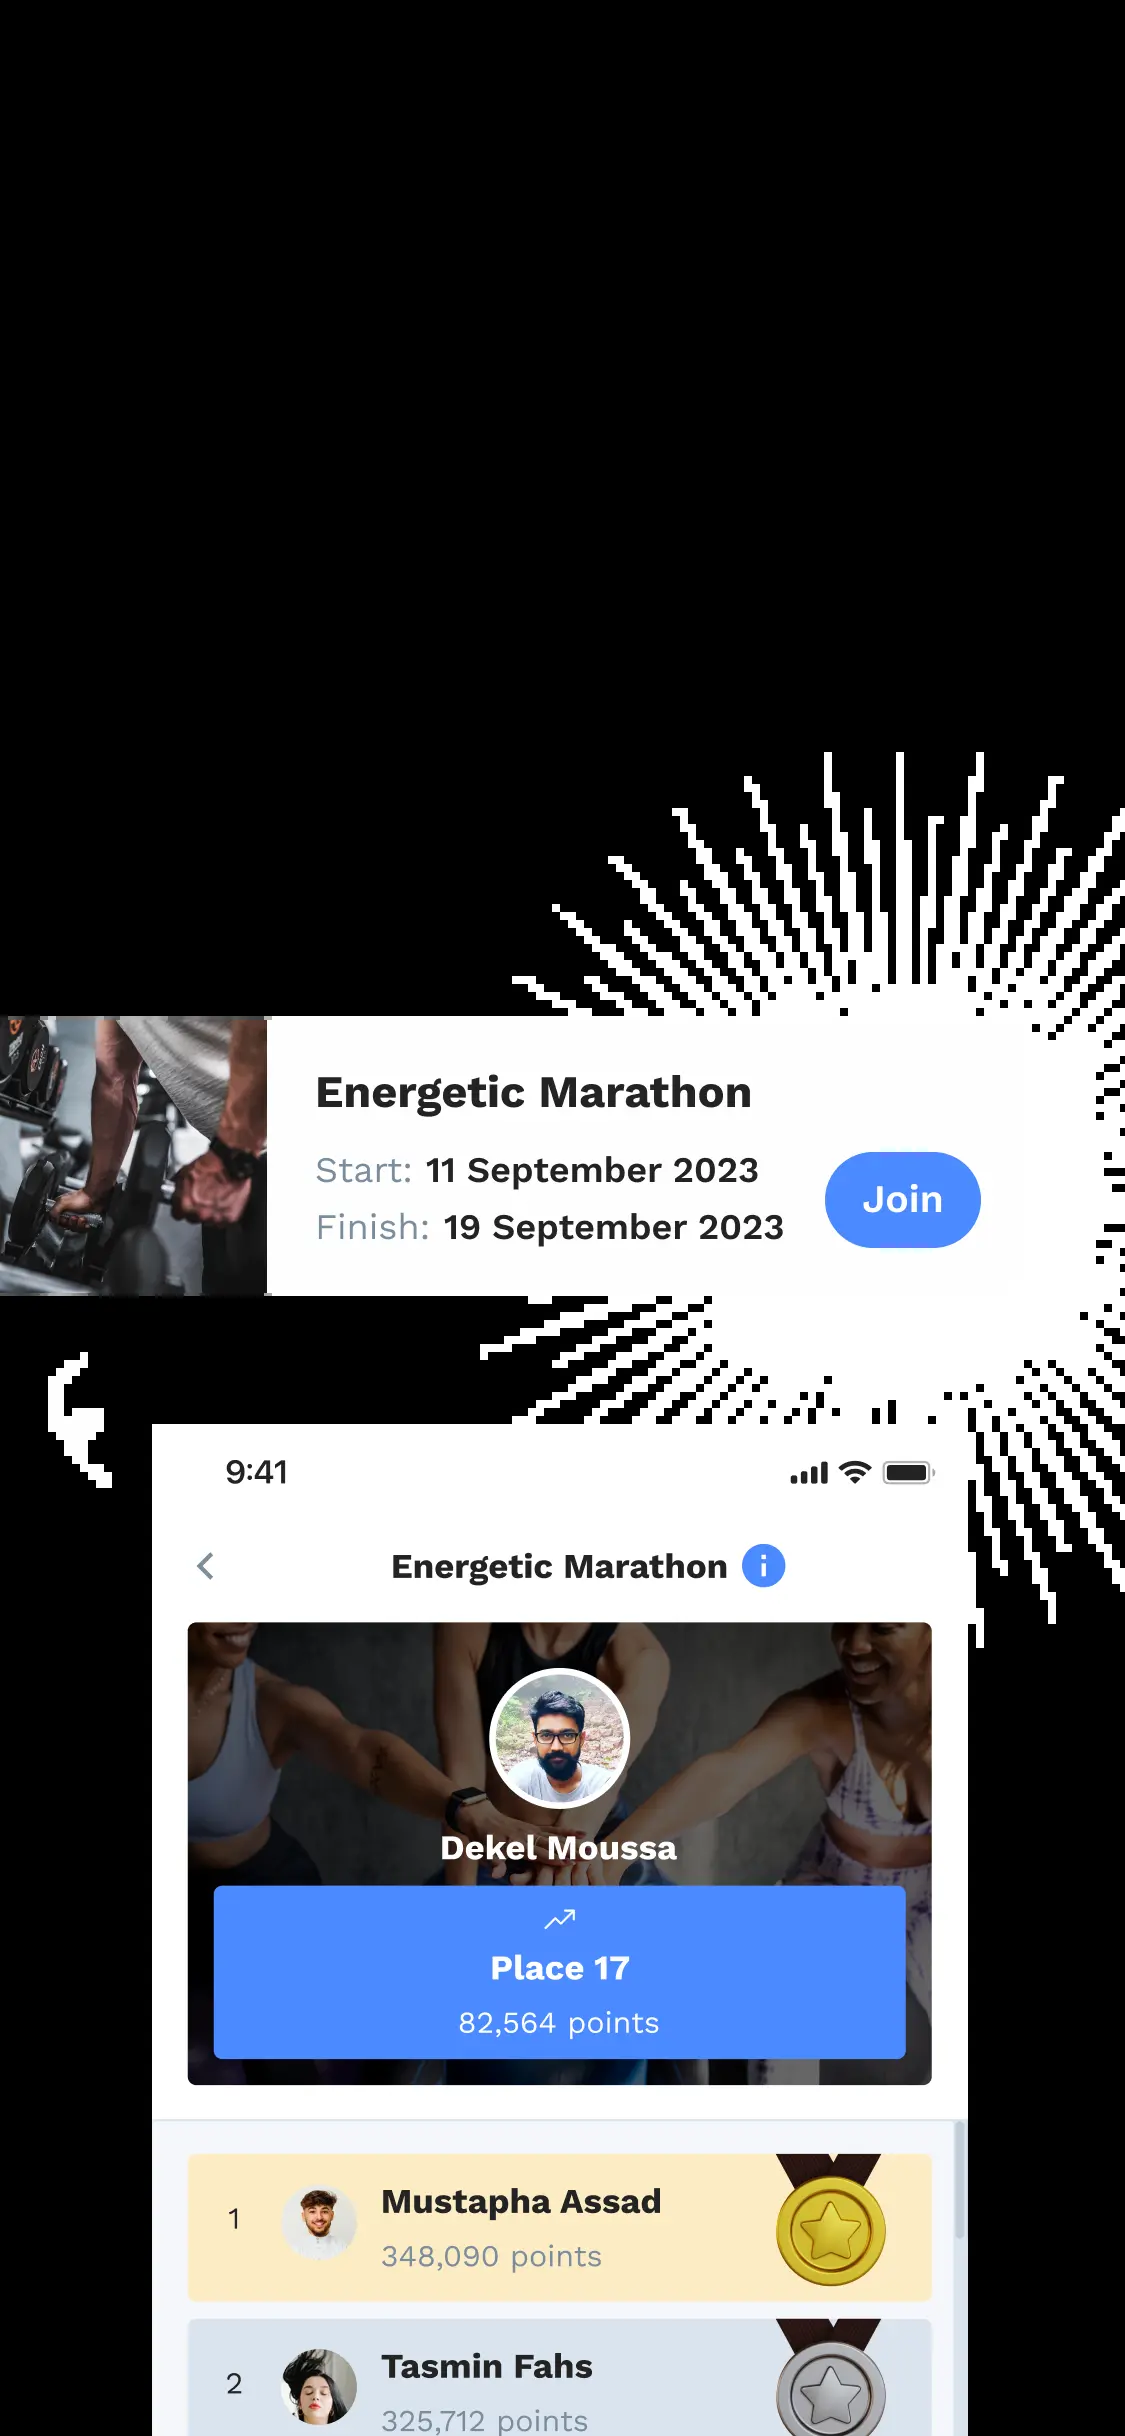 Energetic Marathon
Start: 11 September 2023
Finish: 19 September 2023
Join
9:41
Energetic Marathon
Dekel Moussa
Place 17
82,564 points
1
Mustapha Assad
348,090 points
2
Tasmin Fahs
325,712 points